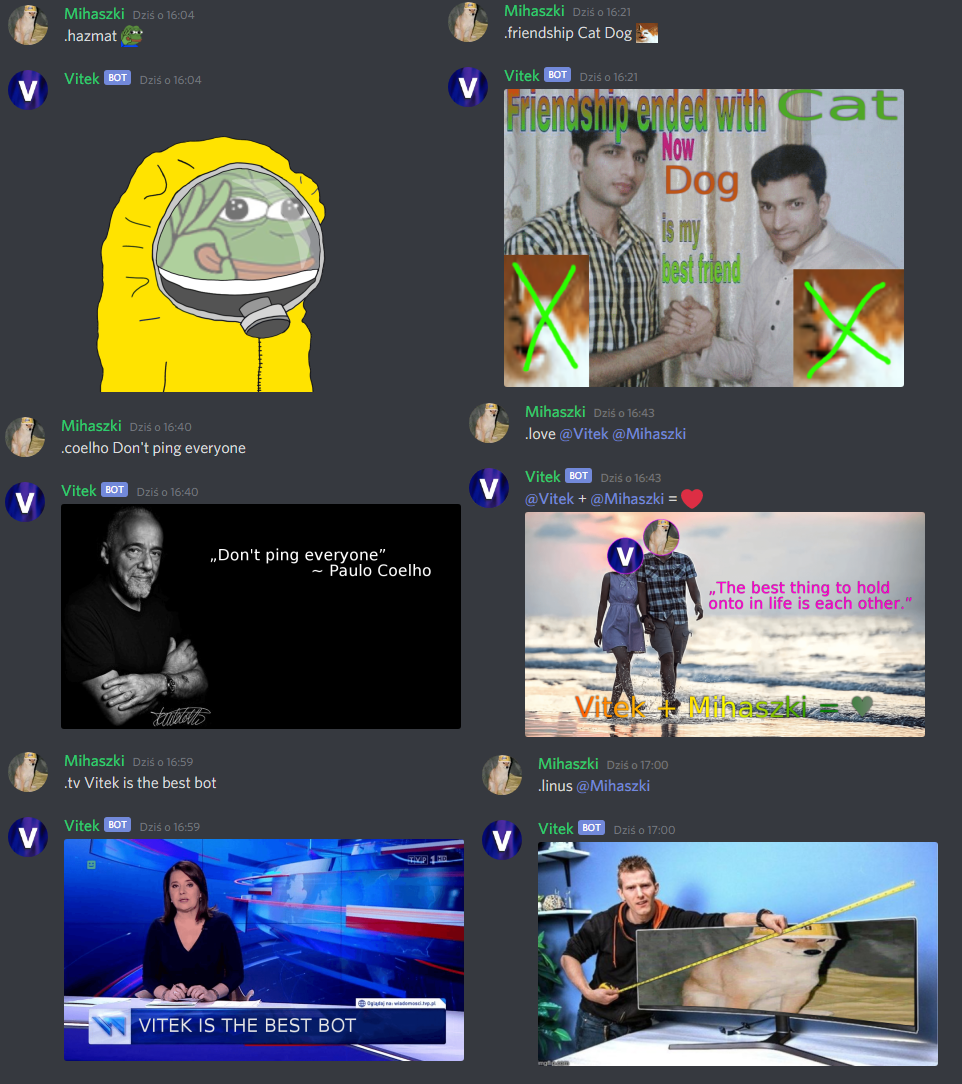 Mihaszki Dziś o 16:04
.hazmat
Vitek BOT Dziś o 16:04
Mihaszki Dziś o 16:21
.friendship Cat Dog
Vitek BOT Dziś o 16:21
Friendship ended with Cat
Now
Dog
is my
best friend
Mihaszki Dziś o 16:40
.coelho Don't ping everyone
Vitek BOT Dziś o 16:40
„Don't ping everyone”
~ Paulo Coelho
Mihaszki Dziś o 16:43
.love @Vitek @Mihaszki
Vitek BOT Dziś o 16:43
@Vitek + @Mihaszki = ❤
V
„The best thing to hold
onto in life is each other.”
Vitek + Mihaszki = ♥
Mihaszki Dziś o 16:59
.tv Vitek is the best bot
Vitek BOT Dziś o 16:59
TVP 1 HD
Oglądaj na: wiadomosci.tvp.pl
VITEK IS THE BEST BOT
Mihaszki Dziś o 17:00
.linus @Mihaszki
Vitek BOT Dziś o 17:00
imgflip.com